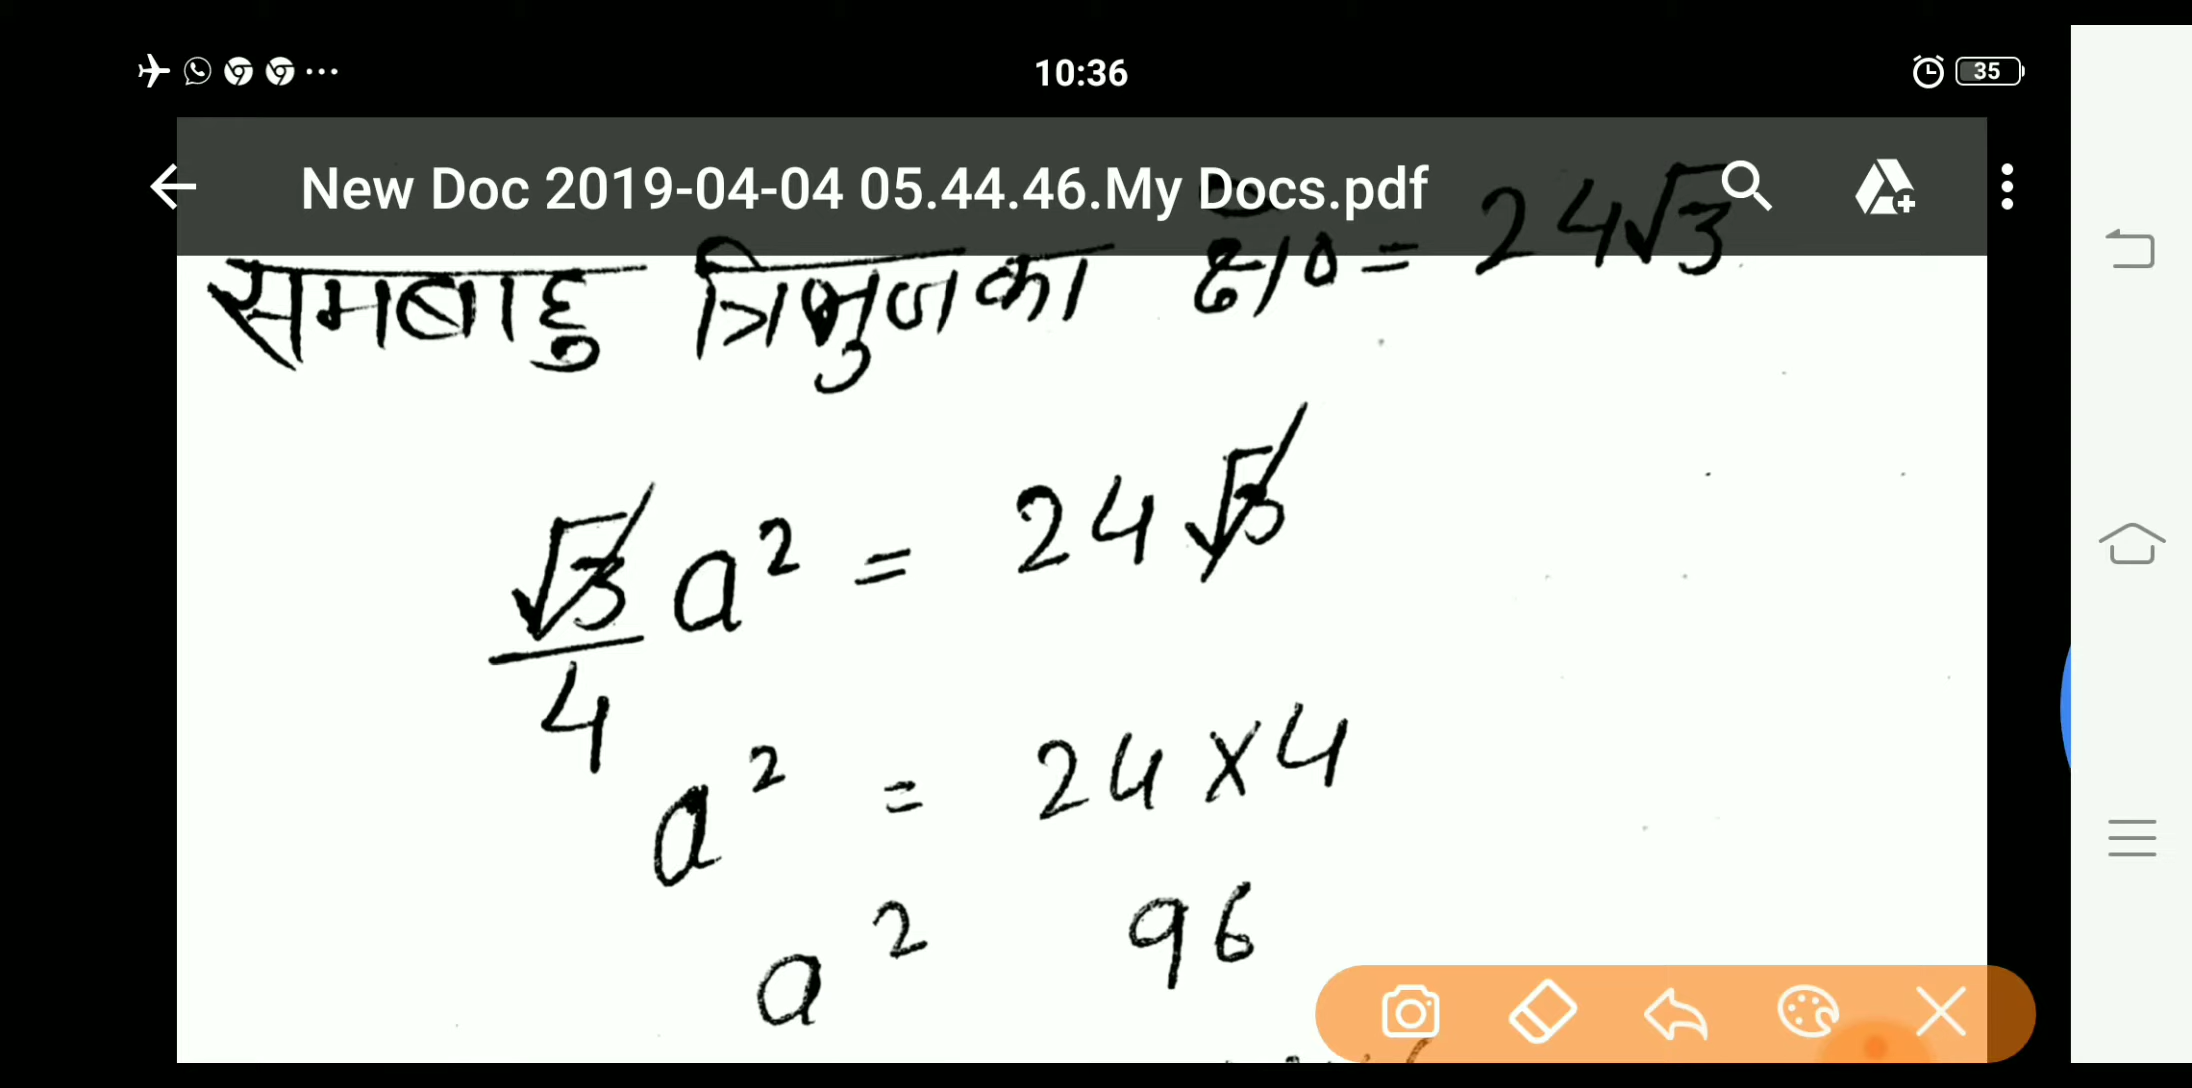 10:36
35
New Doc 2019-04-04 05.44.46.My Docs.pdf
समबाहु त्रिभुज का क्षे० = 24√3
√3/4 a² = 24√3
a² = 24×4
a² 96